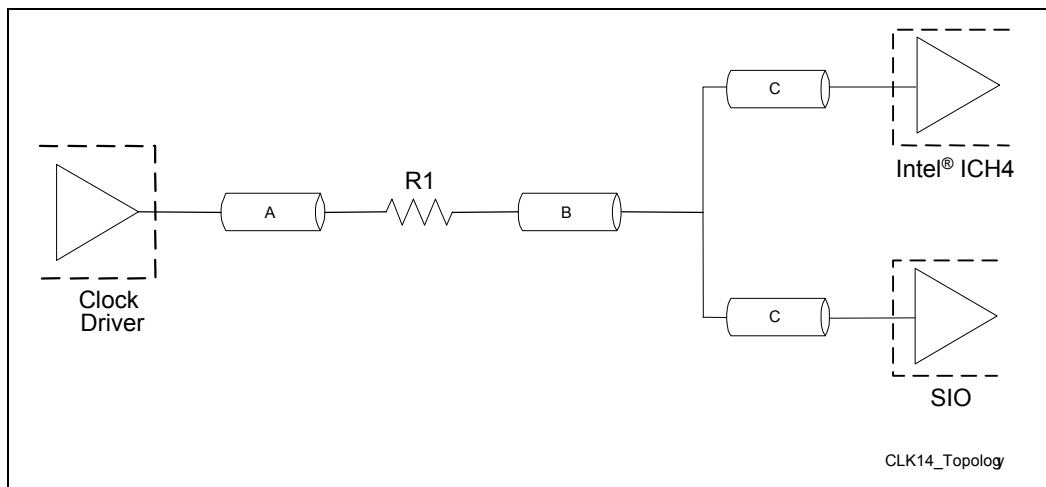 C
Intel® ICH4
R1
A
B
Clock
Driver
C
SIO
CLK14_Topology